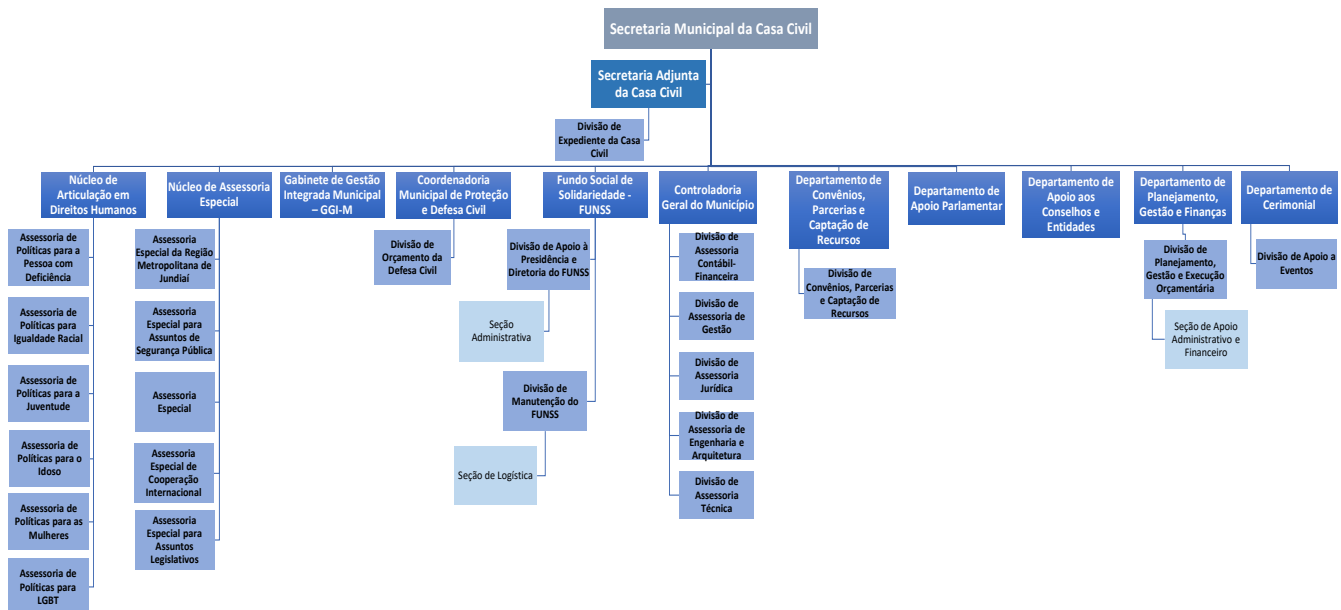 Secretaria Municipal da Casa Civil
Secretaria Adjunta
da Casa Civil
Divisão de
Expediente da Casa
Civil
Núcleo de
Articulação em
Direitos Humanos
Assessoria de
Políticas para a
Pessoa com
Deficiência
Assessoria de
Políticas para
Igualdade Racial
Assessoria de
Políticas para a
Juventude
Assessoria de
Políticas para o
Idoso
Assessoria de
Políticas para as
Mulheres
Assessoria de
Políticas para
LGBT
Núcleo de Assessoria
Especial
Assessoria
Especial da Região
Metropolitana de
Jundiaí
Assessoria
Especial para
Assuntos de
Segurança Pública
Assessoria
Especial
Assessoria
Especial de
Cooperação
Internacional
Assessoria
Especial para
Assuntos
Legislativos
Gabinete de Gestão
Integrada Municipal
– GGI-M
Coordenadoria
Municipal de Proteção
e Defesa Civil
Divisão de
Orçamento da
Defesa Civil
Fundo Social de
Solidariedade -
FUNSS
Divisão de Apoio à
Presidência e
Diretoria do FUNSS
Seção
Administrativa
Divisão de
Manutenção do
FUNSS
Seção de Logística
Controladoria
Geral do Município
Divisão de
Assessoria
Contábil-
Financeira
Divisão de
Assessoria de
Gestão
Divisão de
Assessoria
Jurídica
Divisão de
Assessoria de
Engenharia e
Arquitetura
Divisão de
Assessoria
Técnica
Departamento de
Convênios,
Parcerias e
Captação de
Recursos
Divisão de
Convênios, Parcerias
e Captação de
Recursos
Departamento de
Apoio Parlamentar
Departamento de
Apoio aos
Conselhos e
Entidades
Departamento de
Planejamento,
Gestão e Finanças
Divisão de
Planejamento,
Gestão e Execução
Orçamentária
Seção de Apoio
Administrativo e
Financeiro
Departamento de
Cerimonial
Divisão de Apoio a
Eventos